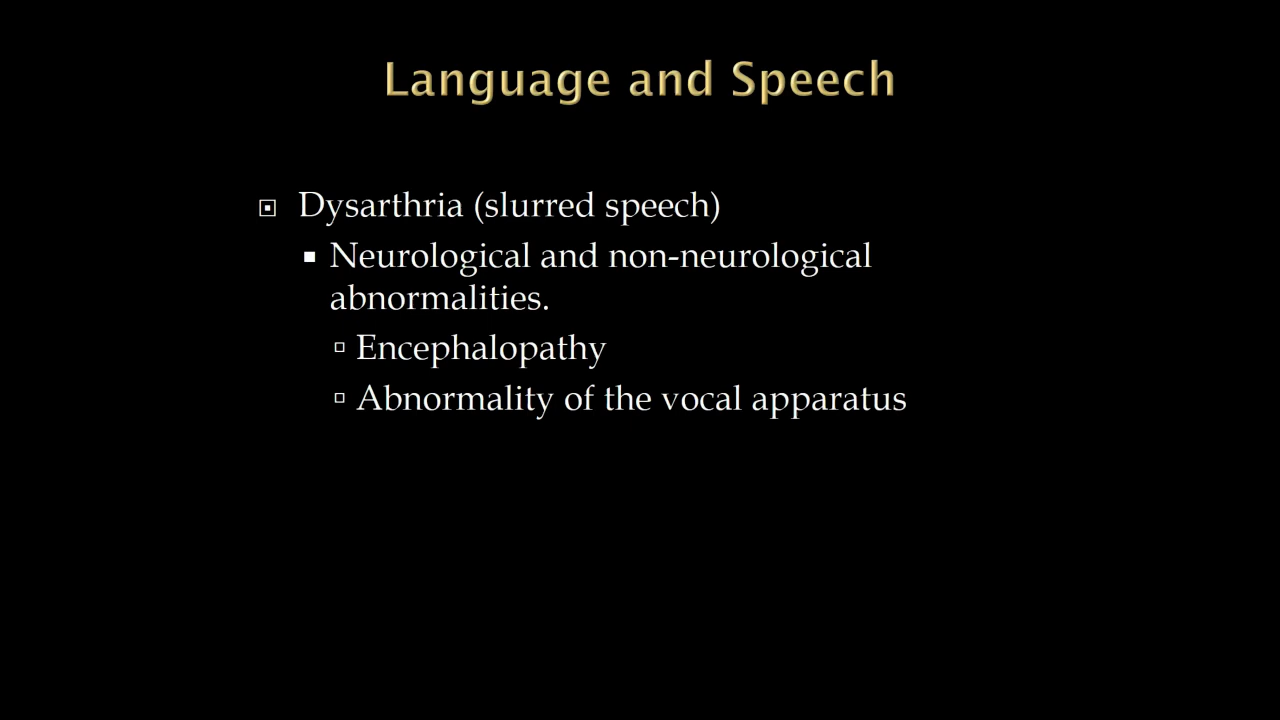 Language and Speech
Dysarthria (slurred speech)
Neurological and non-neurological
abnormalities.
Encephalopathy
Abnormality of the vocal apparatus